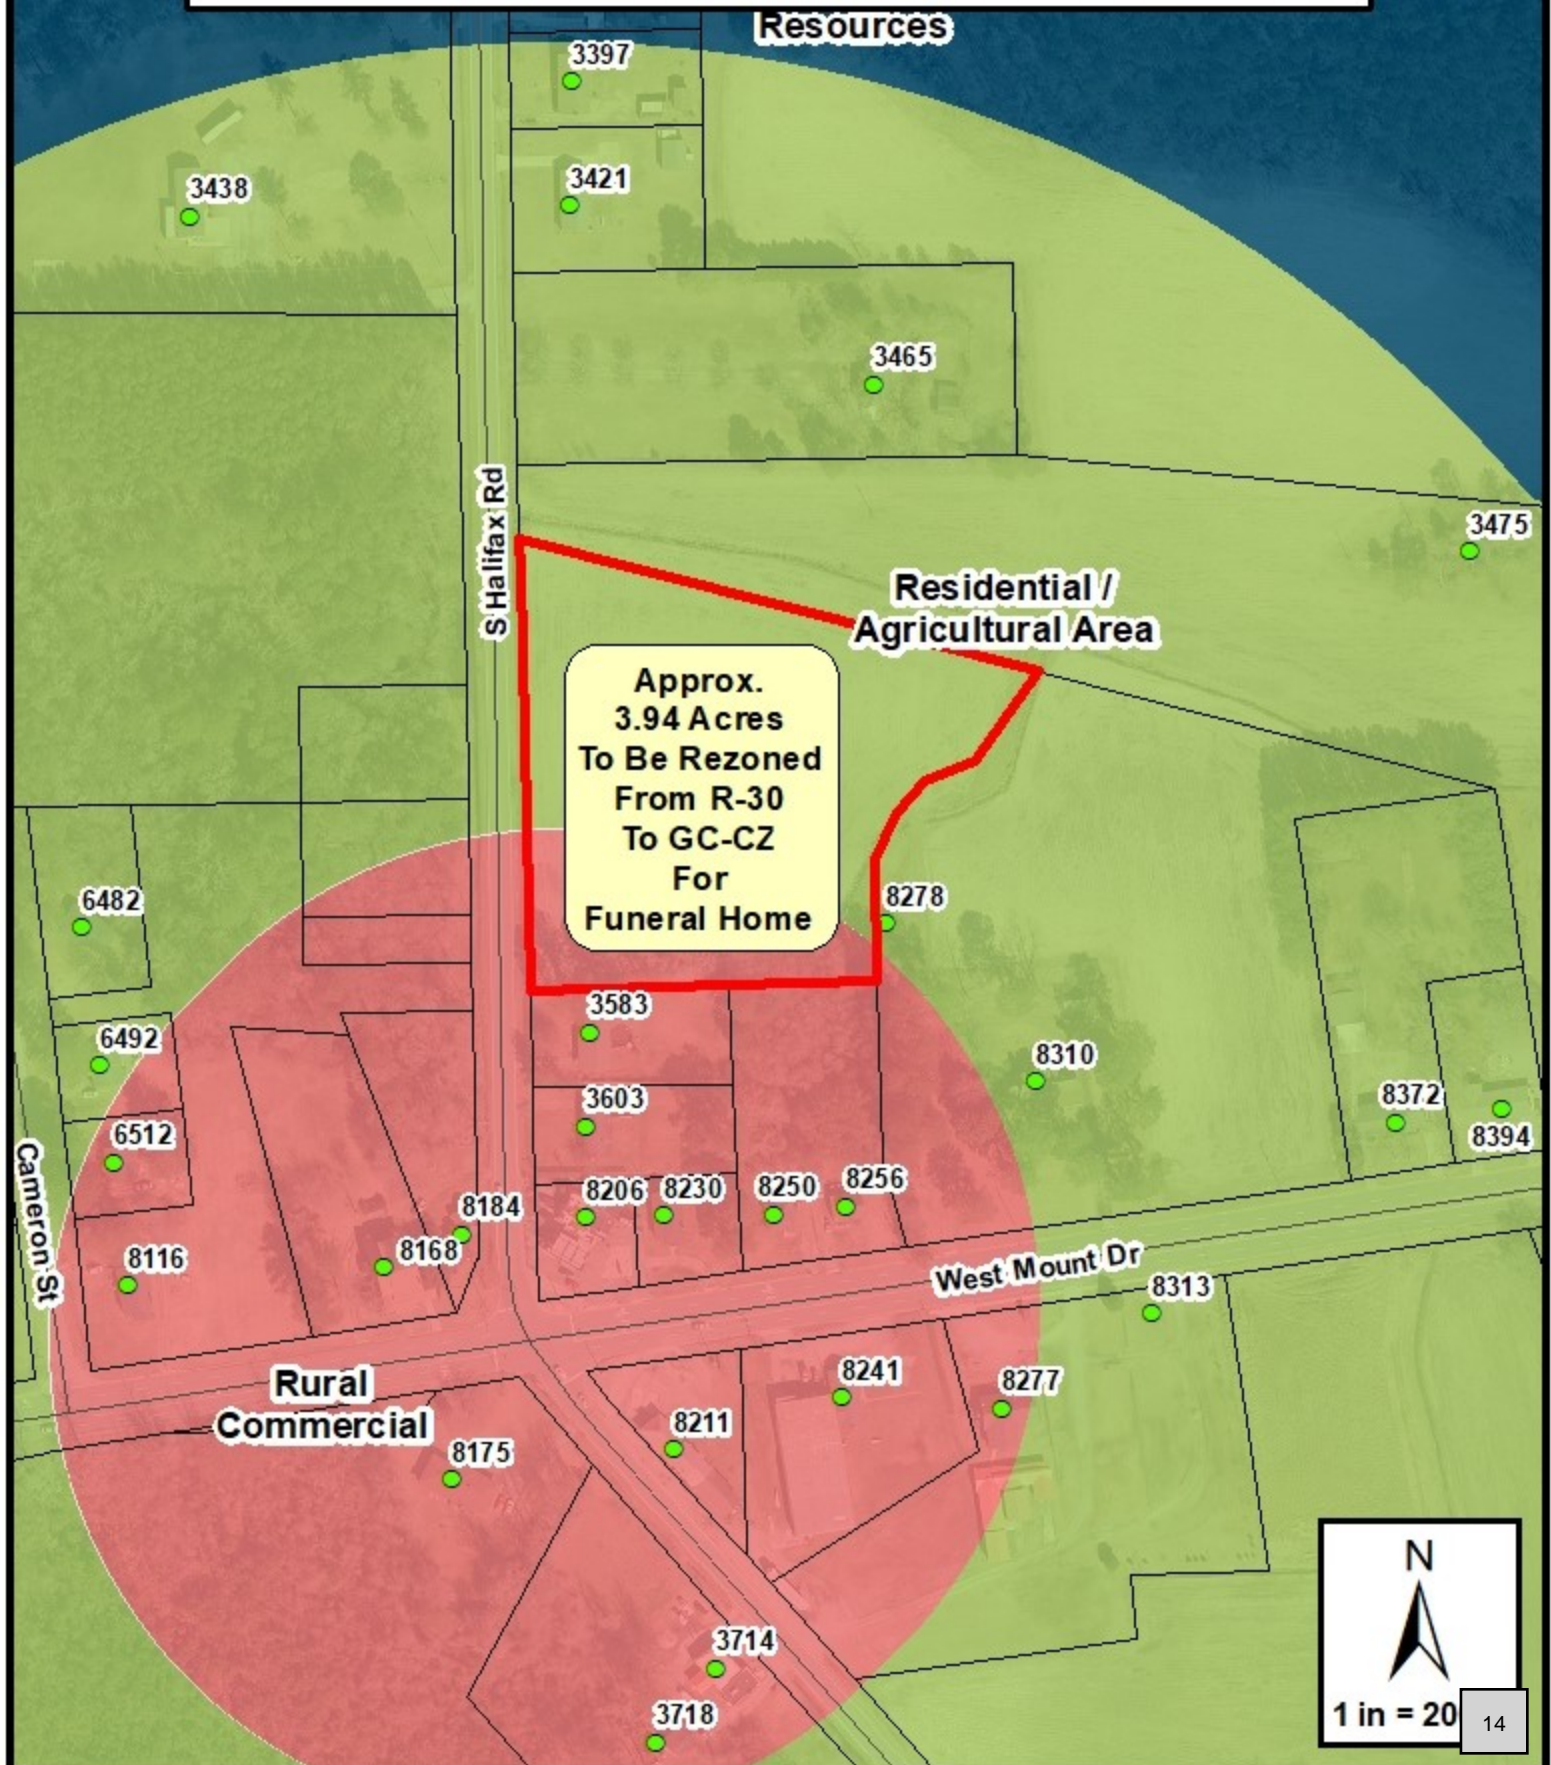 Resources
3397
3438
3421
3465
S Halifax Rd
3475
Residential /
Agricultural Area
Approx.
3.94 Acres
To Be Rezoned
From R-30
To GC-CZ
For
Funeral Home
6482
8278
3583
6492
8310
3603
8372
6512
8394
Cameron St
8206
8230
8250
8256
8184
8168
8116
West Mount Dr
8313
Rural
Commercial
8241
8277
8211
8175
3714
3718
N
1 in = 20
14